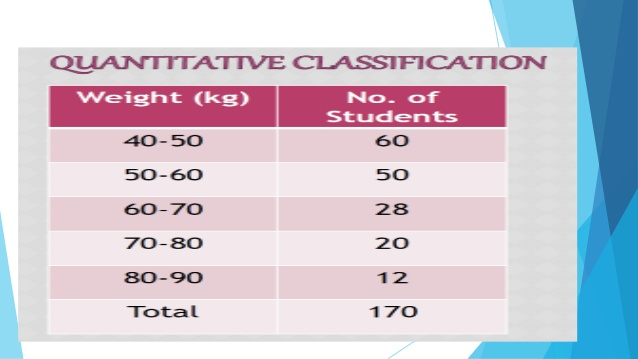 QUANTITATIVE CLASSIFICATION
Weight (kg) No. of Students
40-50 60
50-60 50
60-70 28
70-80 20
80-90 12
Total 170